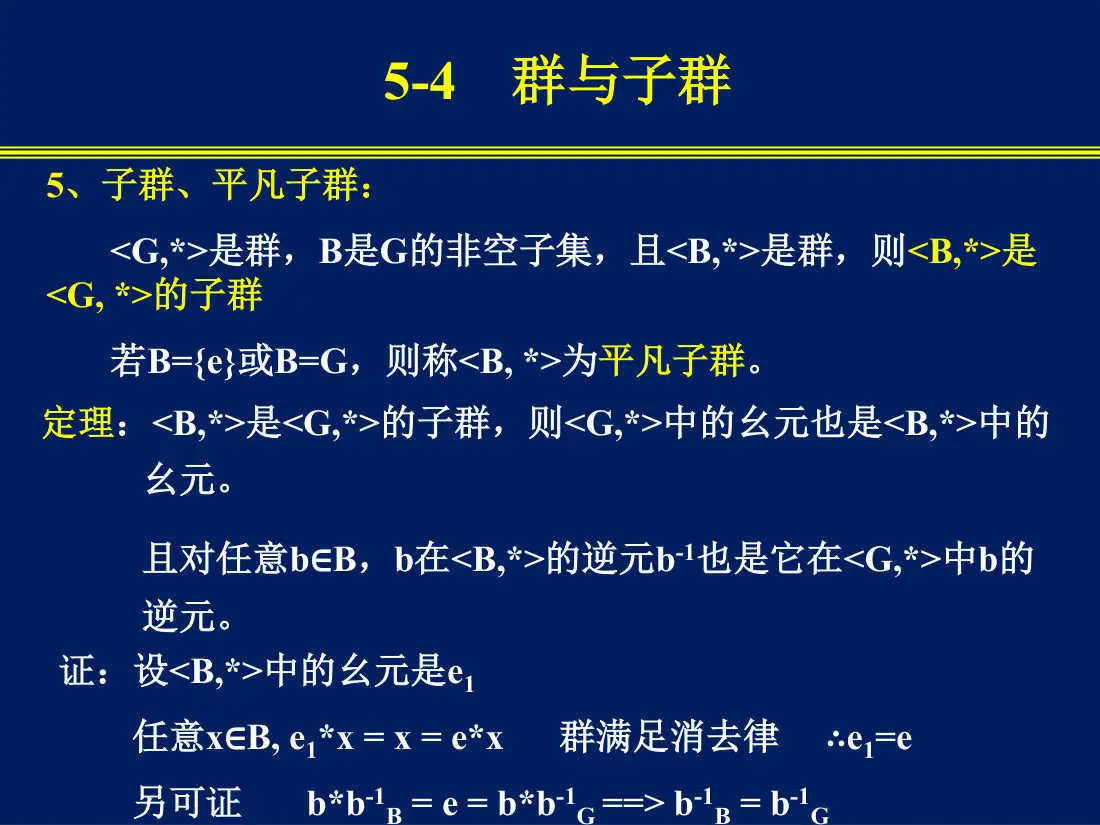 5-4 群与子群
5、子群、平凡子群：
<G,*>是群，B是G的非空子集，且<B,*>是群，则<B,*>是
<G, *>的子群
若B={e}或B=G，则称<B, *>为平凡子群。
定理：<B,*>是<G,*>的子群，则<G,*>中的幺元也是<B,*>中的
幺元。
且对任意b∈B，b在<B,*>的逆元b⁻¹也是它在<G,*>中b的
逆元。
证：设<B,*>中的幺元是e₁
任意x∈B, e₁*x = x = e*x 群满足消去律 ∴e₁=e
另可证 b*b⁻¹_B = e = b*b⁻¹_G ==> b⁻¹_B = b⁻¹_G